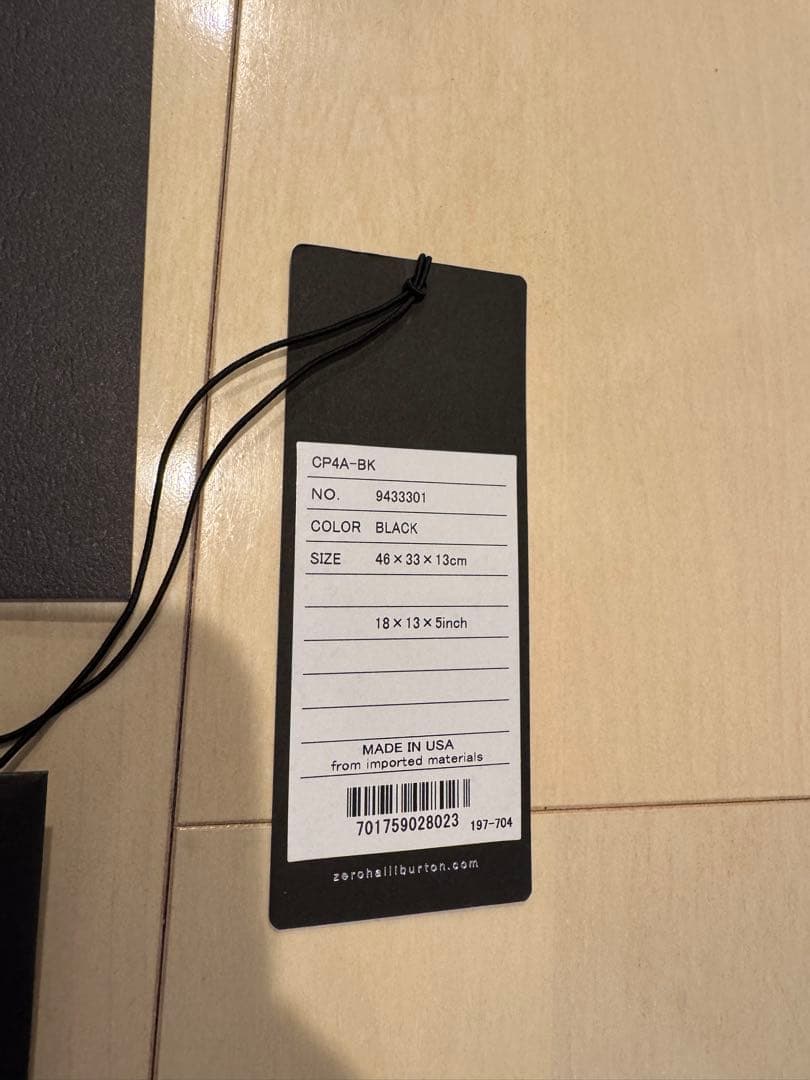 CP4A-BK
NO. 9433301
COLOR BLACK
SIZE 46×33×13cm
18×13×5inch
MADE IN USA
from imported materials
701759028023 197-704
zerohalliburton.com